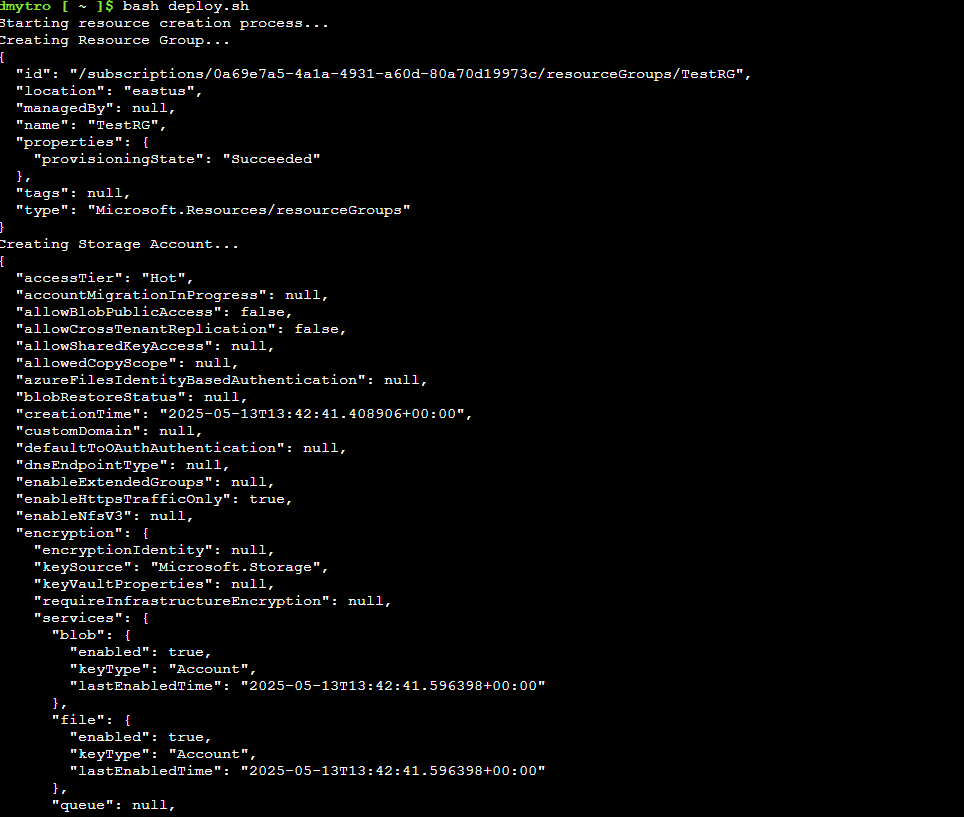 dmytro [ ~ ]$ bash deploy.sh
Starting resource creation process...
Creating Resource Group...
{
  "id": "/subscriptions/0a69e7a5-4a1a-4931-a60d-80a70d19973c/resourceGroups/TestRG",
  "location": "eastus",
  "managedBy": null,
  "name": "TestRG",
  "properties": {
    "provisioningState": "Succeeded"
  },
  "tags": null,
  "type": "Microsoft.Resources/resourceGroups"
}
Creating Storage Account...
{
  "accessTier": "Hot",
  "accountMigrationInProgress": null,
  "allowBlobPublicAccess": false,
  "allowCrossTenantReplication": false,
  "allowSharedKeyAccess": null,
  "allowedCopyScope": null,
  "azureFilesIdentityBasedAuthentication": null,
  "blobRestoreStatus": null,
  "creationTime": "2025-05-13T13:42:41.408906+00:00",
  "customDomain": null,
  "defaultToOAuthAuthentication": null,
  "dnsEndpointType": null,
  "enableExtendedGroups": null,
  "enableHttpsTrafficOnly": true,
  "enableNfsV3": null,
  "encryption": {
    "encryptionIdentity": null,
    "keySource": "Microsoft.Storage",
    "keyVaultProperties": null,
    "requireInfrastructureEncryption": null,
    "services": {
      "blob": {
        "enabled": true,
        "keyType": "Account",
        "lastEnabledTime": "2025-05-13T13:42:41.596398+00:00"
      },
      "file": {
        "enabled": true,
        "keyType": "Account",
        "lastEnabledTime": "2025-05-13T13:42:41.596398+00:00"
      },
      "queue": null,